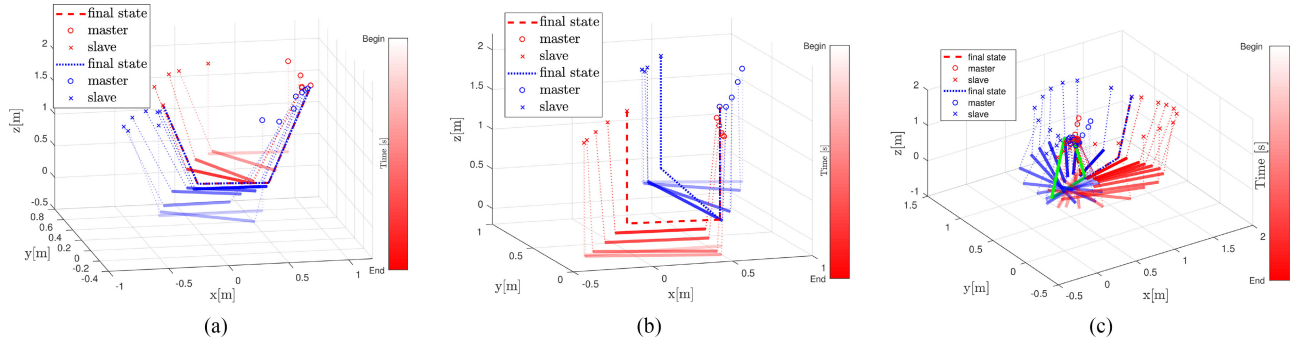 final state
master
slave
final state
master
slave
2
1.5
1
0.5
0
-0.5
z[m]
0.8
0.6
0.4
0.2
0
-0.2
-0.4
y[m]
-1
-0.5
0
0.5
1
x[m]
Begin
Time [s]
End
(a)
final state
master
slave
final state
master
slave
2
1.5
1
0.5
0
z[m]
1
0.5
0
y[m]
-0.5
0
0.5
1
x[m]
Begin
Time [s]
End
(b)
final state
master
slave
final state
master
slave
2
1
0
-1
z[m]
1.5
1
0.5
0
-0.5
y[m]
-0.5
0
0.5
1
1.5
2
x[m]
Begin
Time [s]
End
(c)